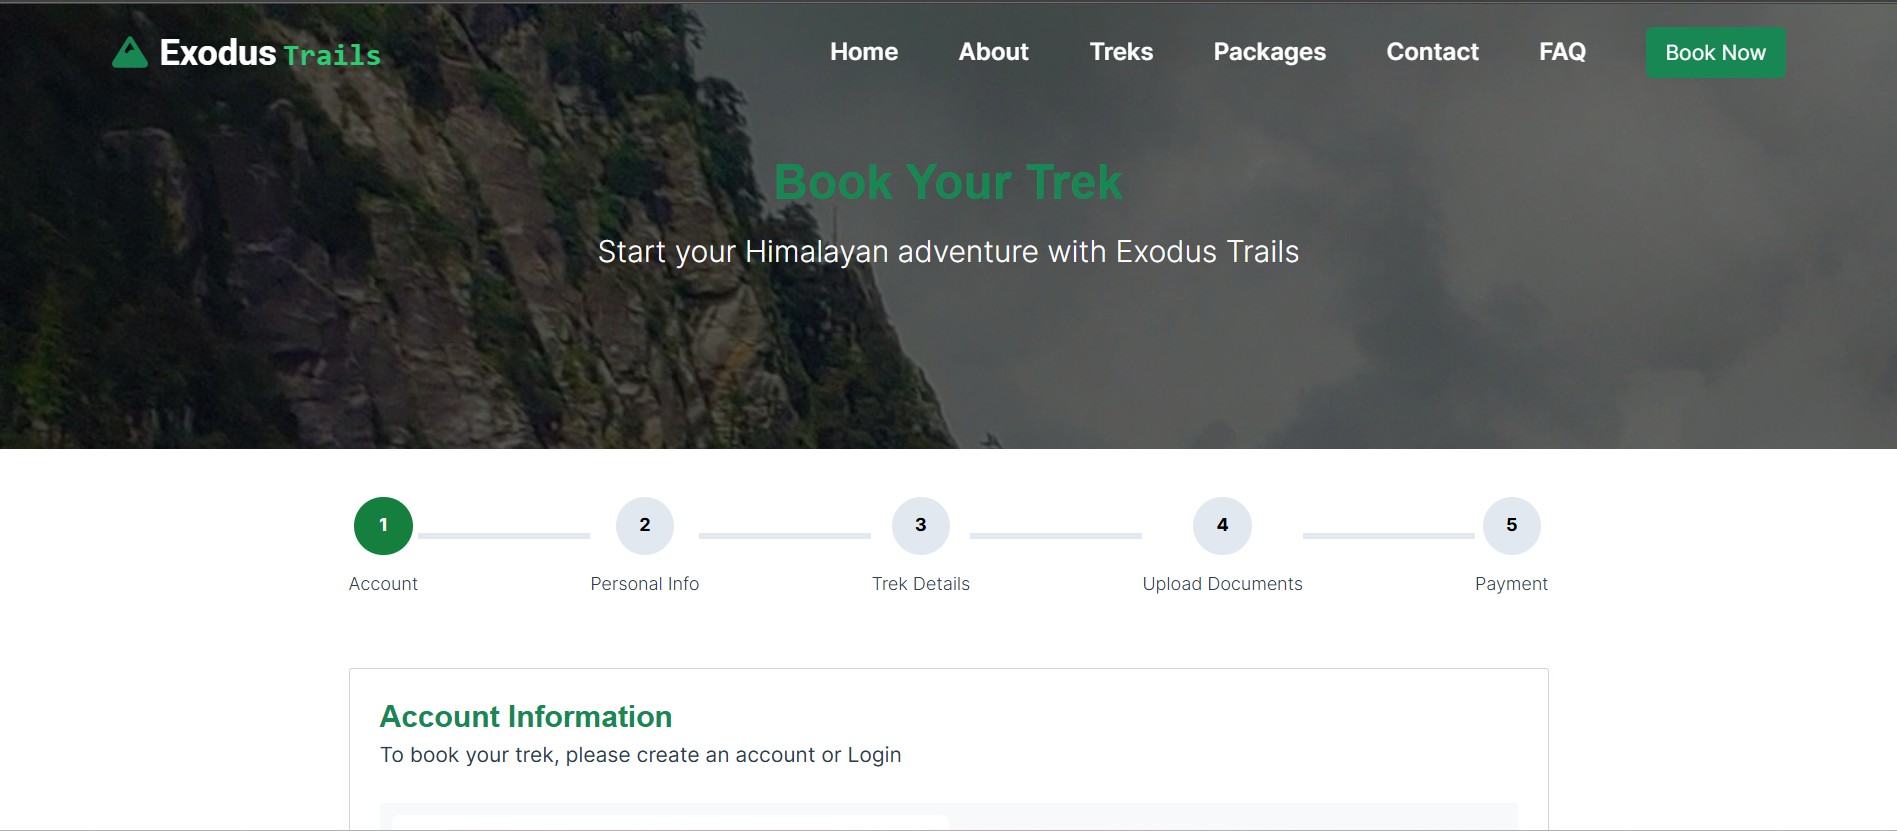 Exodus Trails
Home About Treks Packages Contact FAQ Book Now
Book Your Trek
Start your Himalayan adventure with Exodus Trails
1 2 3 4 5
Account Personal Info Trek Details Upload Documents Payment
Account Information
To book your trek, please create an account or Login